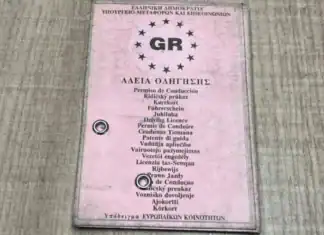 ΕΛΛΗΝΙΚΗ ΔΗΜΟΚΡΑΤΙΑ
ΥΠΟΥΡΓΕΙΟ ΜΕΤΑΦΟΡΩΝ ΚΑΙ ΕΠΙΚΟΙΝΩΝΙΩΝ
GR
ΑΔΕΙΑ ΟΔΗΓΗΣΗΣ
Permiso de Conducción
Řidičský průkaz
Kørekort
Führerschein
Juhiluba
Driving Licence
Permis de Conduire
Ceadúnas Tiomana
Patente di guida
Vadītāja apliecība
Vairuotojo pažymėjimas
Vezetői engedély
Liċenzja tas-Sewqan
Rijbewijs
Prawo Jazdy
de Condução
Vodičský preukaz
Vozniško dovoljenje
Ajokortti
Körkort
Υπόδειγμα ΕΥΡΩΠΑΪΚΩΝ ΚΟΙΝΟΤΗΤΩΝ